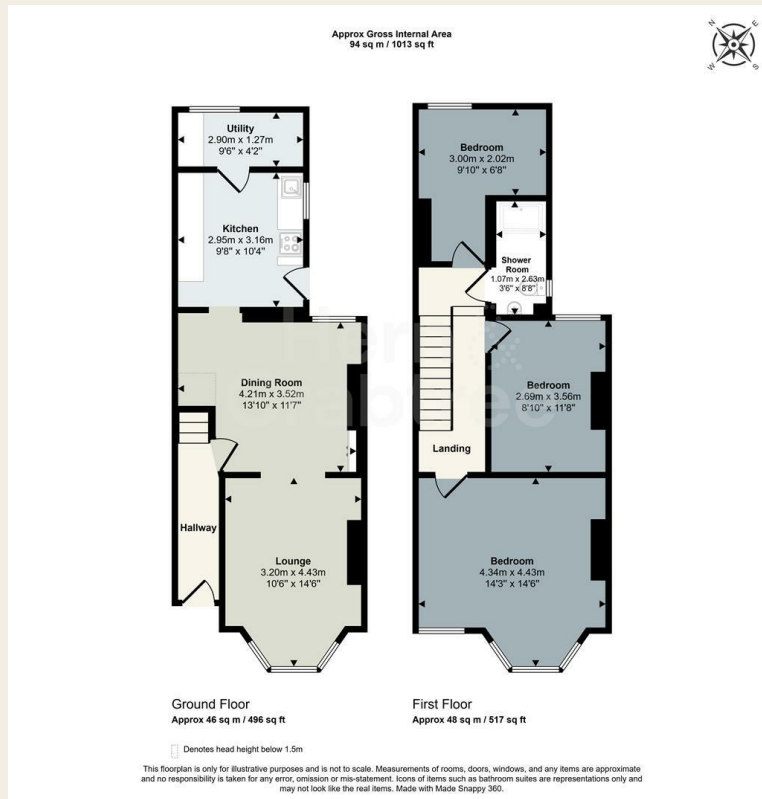 Approx Gross Internal Area
94 sq m / 1013 sq ft
N
E
W
S
Utility
2.90m x 1.27m
9'6" x 4'2"
Kitchen
2.95m x 3.16m
9'8" x 10'4"
Dining Room
4.21m x 3.52m
13'10" x 11'7"
Hallway
Lounge
3.20m x 4.43m
10'6" x 14'6"
Bedroom
3.00m x 2.02m
9'10" x 6'8"
Shower
Room
1.07m x 2.63m
3'6" x 8'8"
Bedroom
2.69m x 3.56m
8'10" x 11'8"
Landing
Bedroom
4.34m x 4.43m
14'3" x 14'6"
Ground Floor
Approx 46 sq m / 496 sq ft
First Floor
Approx 48 sq m / 517 sq ft
Denotes head height below 1.5m
This floorplan is only for illustrative purposes and is not to scale. Measurements of rooms, doors, windows, and any items are approximate
and no responsibility is taken for any error, omission or mis-statement. Icons of items such as bathroom suites are representations only and
may not look like the real items. Made with Made Snappy 360.